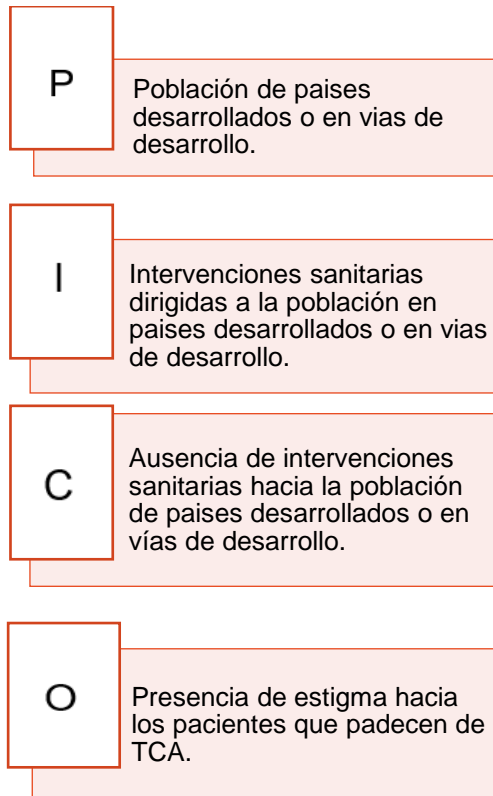 P
Población de paises
desarrollados o en vias de
desarrollo.
I
Intervenciones sanitarias
dirigidas a la población en
paises desarrollados o en vias
de desarrollo.
C
Ausencia de intervenciones
sanitarias hacia la población
de paises desarrollados o en
vías de desarrollo.
O
Presencia de estigma hacia
los pacientes que padecen de
TCA.